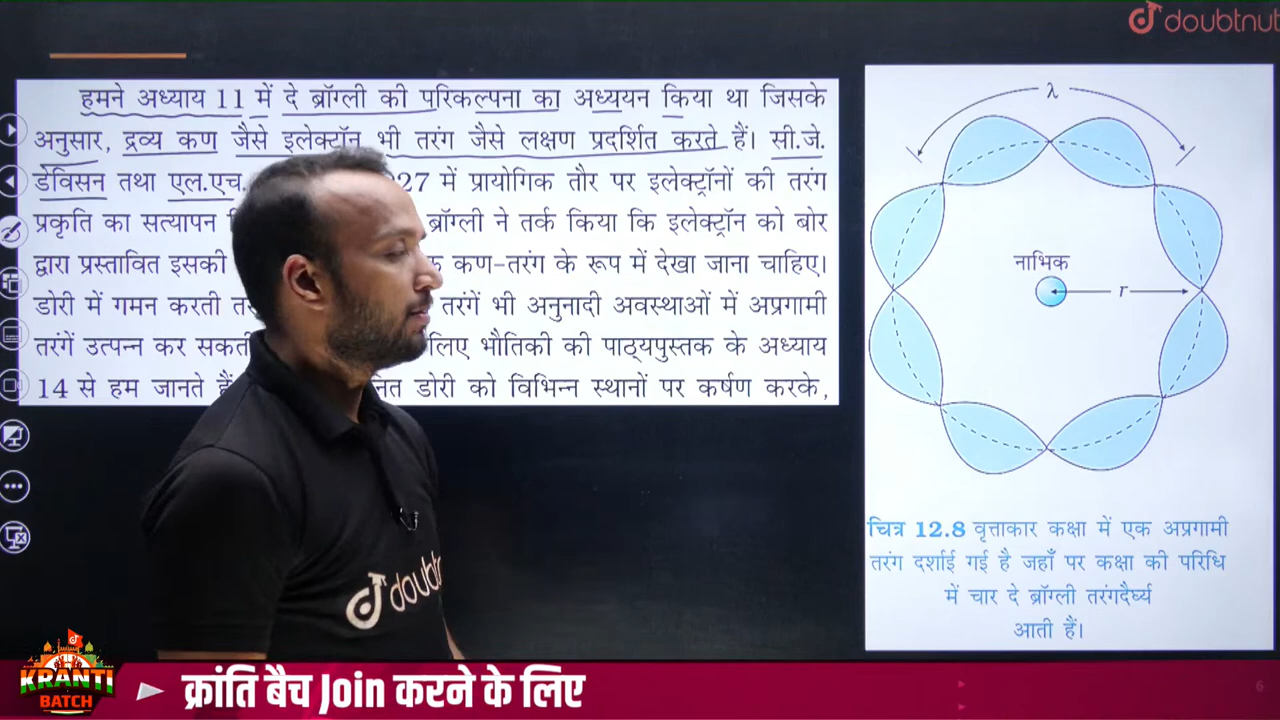 doubtnut
हमने अध्याय 11 में दे ब्रॉग्ली की परिकल्पना का अध्ययन किया था जिसके
अनुसार, द्रव्य कण जैसे इलेक्ट्रॉन भी तरंग जैसे लक्षण प्रदर्शित करते हैं। सी.जे.
डेविसन तथा एल.एच. 27 में प्रायोगिक तौर पर इलेक्ट्रॉनों की तरंग
प्रकृति का सत्यापन ब्रॉग्ली ने तर्क किया कि इलेक्ट्रॉन को बोर
द्वारा प्रस्तावित इसकी कण-तरंग के रूप में देखा जाना चाहिए।
डोरी में गमन करती तरंगें भी अनुनादी अवस्थाओं में अप्रगामी
तरंगें उत्पन्न कर लिए भौतिकी की पाठ्यपुस्तक के अध्याय
14 से हम जानते डोरी को विभिन्न स्थानों पर कर्षण करके,
λ
नाभिक
r
चित्र 12.8 वृत्ताकार कक्षा में एक अप्रगामी
तरंग दर्शाई गई है जहाँ पर कक्षा की परिधि
में चार दे ब्रॉग्ली तरंगदैर्घ्य
आती हैं।
KRANTI
BATCH
क्रांति बैच Join करने के लिए
6